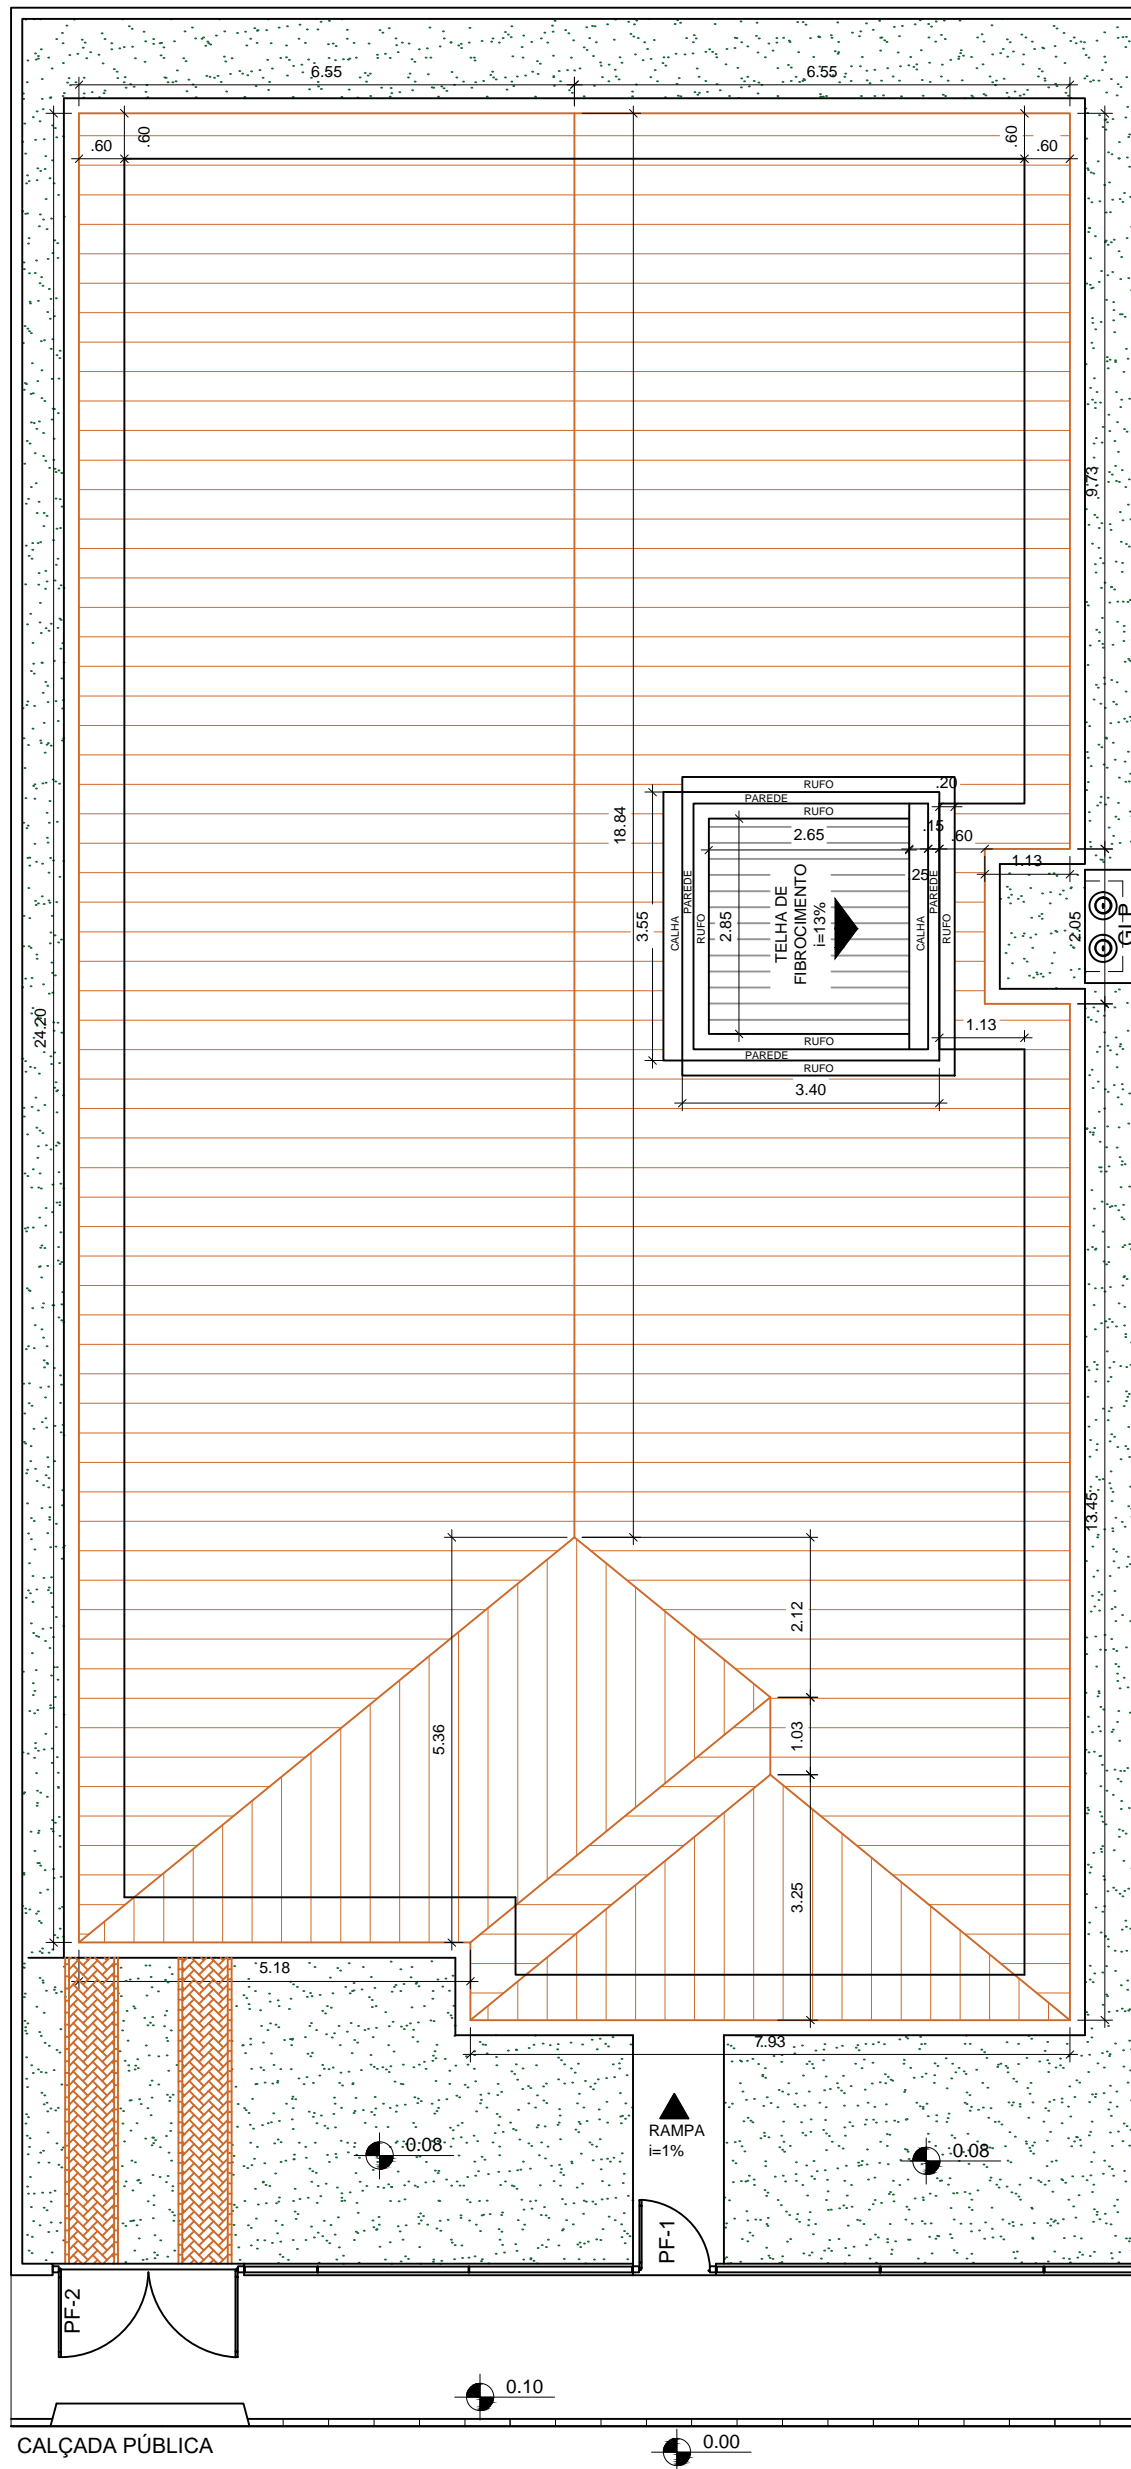 6.55
6.55
.60
.60
.60
.60
9.73
RUFO
.20
PAREDE
RUFO
18.84
2.65
.15
.60
1.13
.25
3.55
CALHA
PAREDE
RUFO
2.85
TELHA DE
FIBROCIMENTO
i=13%
CALHA
PAREDE
RUFO
2.05
GLP
24.20
1.13
RUFO
PAREDE
RUFO
3.40
13.45
2.12
5.36
1.03
3.25
5.18
7.93
RAMPA
i=1%
0.08
0.08
PF-1
PF-2
0.10
CALÇADA PÚBLICA
0.00